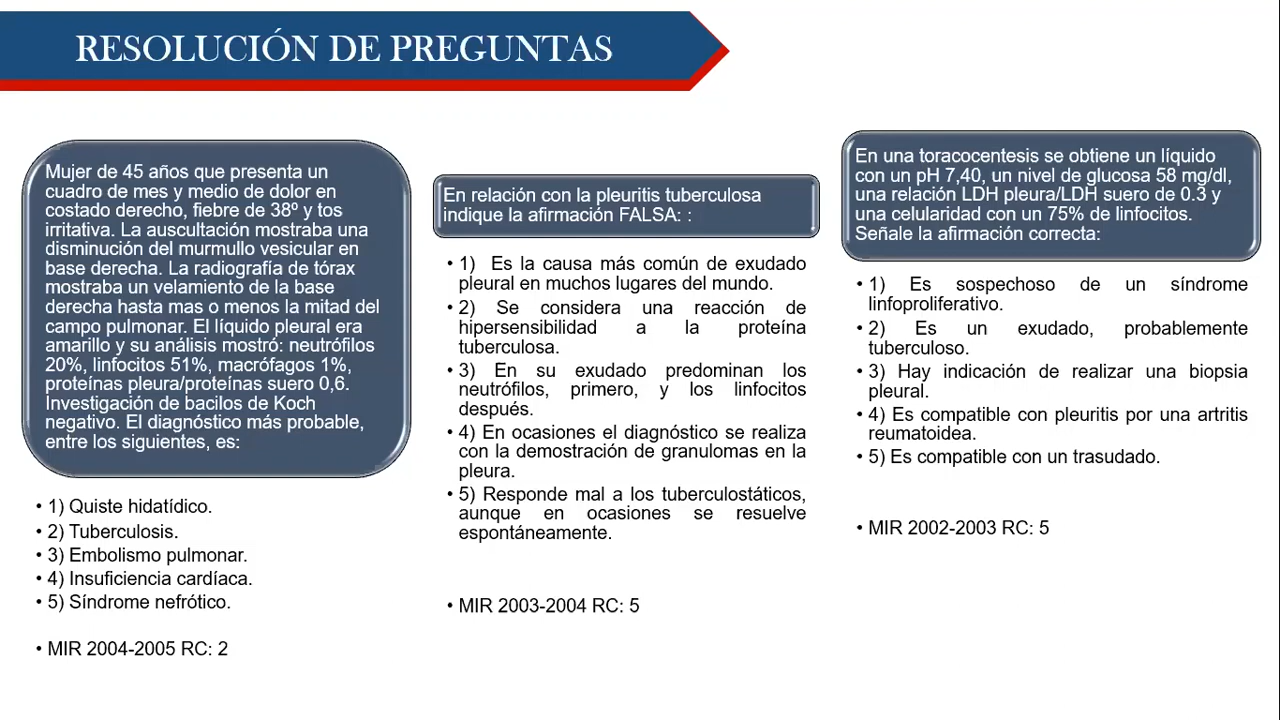 RESOLUCIÓN DE PREGUNTAS
Mujer de 45 años que presenta un
cuadro de mes y medio de dolor en
costado derecho, fiebre de 38º y tos
irritativa. La auscultación mostraba una
disminución del murmullo vesicular en
base derecha. La radiografía de tórax
mostraba un velamiento de la base
derecha hasta mas o menos la mitad del
campo pulmonar. El líquido pleural era
amarillo y su análisis mostró: neutrófilos
20%, linfocitos 51%, macrófagos 1%,
proteínas pleura/proteínas suero 0,6.
Investigación de bacilos de Koch
negativo. El diagnóstico más probable,
entre los siguientes, es:
• 1) Quiste hidatídico.
• 2) Tuberculosis.
• 3) Embolismo pulmonar.
• 4) Insuficiencia cardíaca.
• 5) Síndrome nefrótico.
• MIR 2004-2005 RC: 2
En relación con la pleuritis tuberculosa
indique la afirmación FALSA: :
• 1) Es la causa más común de exudado
pleural en muchos lugares del mundo.
• 2) Se considera una reacción de
hipersensibilidad a la proteína
tuberculosa.
• 3) En su exudado predominan los
neutrófilos, primero, y los linfocitos
después.
• 4) En ocasiones el diagnóstico se realiza
con la demostración de granulomas en la
pleura.
• 5) Responde mal a los tuberculostáticos,
aunque en ocasiones se resuelve
espontáneamente.
• MIR 2003-2004 RC: 5
En una toracocentesis se obtiene un líquido
con un pH 7,40, un nivel de glucosa 58 mg/dl,
una relación LDH pleura/LDH suero de 0.3 y
una celularidad con un 75% de linfocitos.
Señale la afirmación correcta:
• 1) Es sospechoso de un síndrome
linfoproliferativo.
• 2) Es un exudado, probablemente
tuberculoso.
• 3) Hay indicación de realizar una biopsia
pleural.
• 4) Es compatible con pleuritis por una artritis
reumatoidea.
• 5) Es compatible con un trasudado.
• MIR 2002-2003 RC: 5